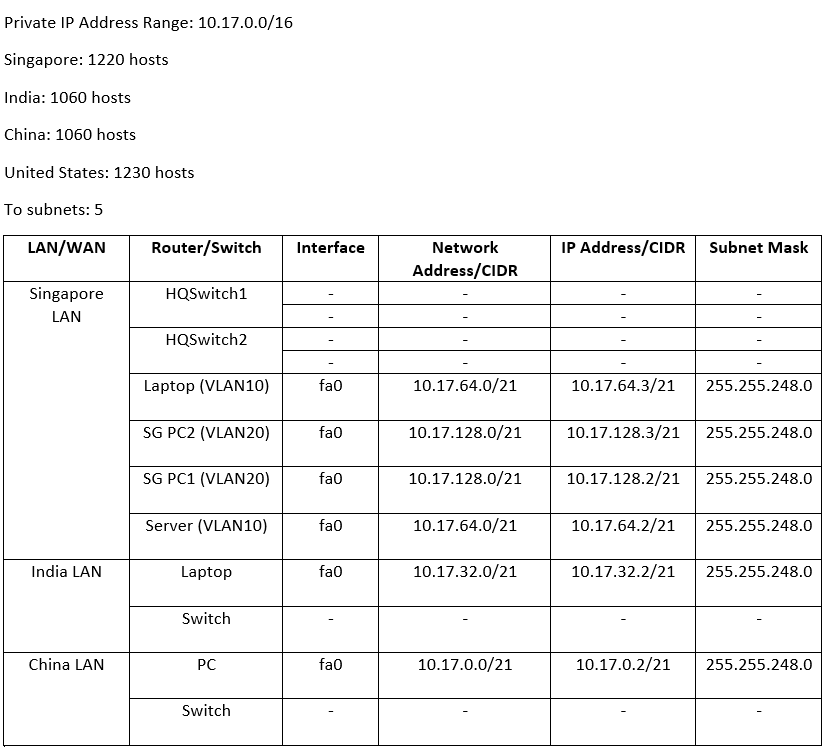 Private IP Address Range: 10.17.0.0/16
Singapore: 1220 hosts
India: 1060 hosts
China: 1060 hosts
United States: 1230 hosts
To subnets: 5
LAN/WAN Router/Switch Interface Network Address/CIDR IP Address/CIDR Subnet Mask
Singapore LAN HQSwitch1 - - - -
- - - -
HQSwitch2 - - - -
- - - -
Laptop (VLAN10) fa0 10.17.64.0/21 10.17.64.3/21 255.255.248.0
SG PC2 (VLAN20) fa0 10.17.128.0/21 10.17.128.3/21 255.255.248.0
SG PC1 (VLAN20) fa0 10.17.128.0/21 10.17.128.2/21 255.255.248.0
Server (VLAN10) fa0 10.17.64.0/21 10.17.64.2/21 255.255.248.0
India LAN Laptop fa0 10.17.32.0/21 10.17.32.2/21 255.255.248.0
Switch - - - -
China LAN PC fa0 10.17.0.0/21 10.17.0.2/21 255.255.248.0
Switch - - - -